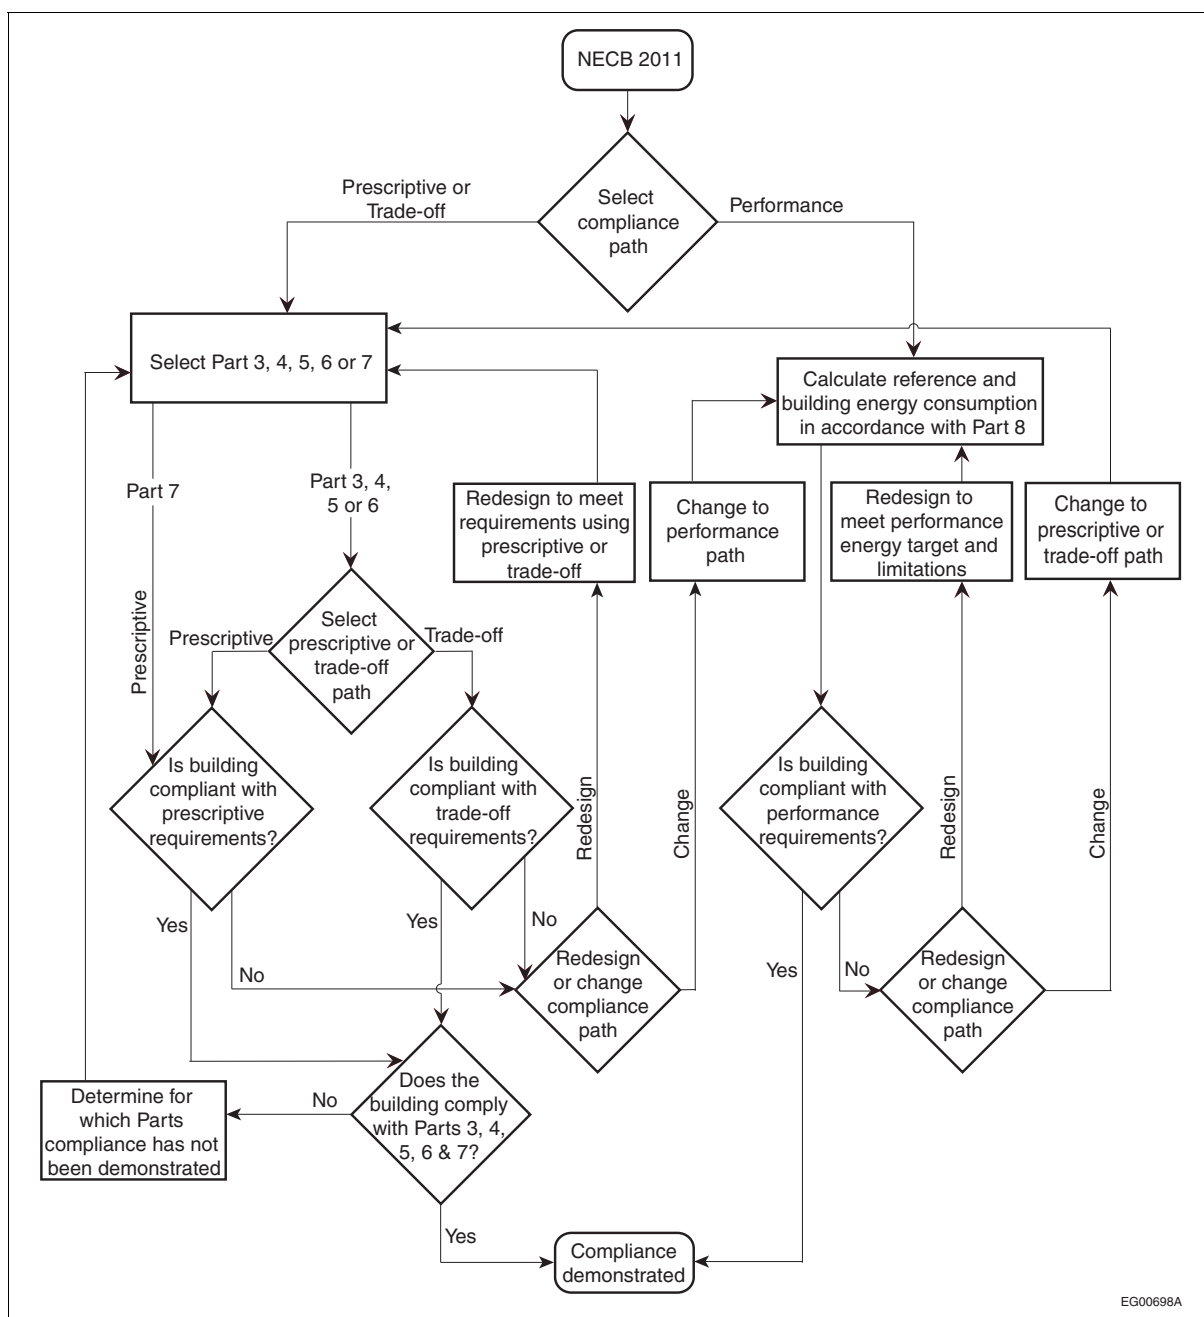 NECB 2011
Prescriptive or
Trade-off
Select
compliance
path
Performance
Select Part 3, 4, 5, 6 or 7
Calculate reference and
building energy consumption
in accordance with Part 8
Part 7
Part 3, 4,
5 or 6
Redesign to meet
requirements using
prescriptive or
trade-off
Change to
performance
path
Redesign to
meet performance
energy target and
limitations
Change to
prescriptive or
trade-off path
Prescriptive
Prescriptive
Select
prescriptive or
trade-off
path
Trade-off
Is building
compliant with
prescriptive
requirements?
Is building
compliant with
trade-off
requirements?
Redesign
Change
Is building
compliant with
performance
requirements?
Redesign
Change
Yes
No
Yes
No
Redesign
or change
compliance
path
Yes
No
Redesign
or change
compliance
path
Determine for
which Parts
compliance has not
been demonstrated
No
Does the
building comply
with Parts 3, 4,
5, 6 & 7?
Yes
Compliance
demonstrated
EG00698A